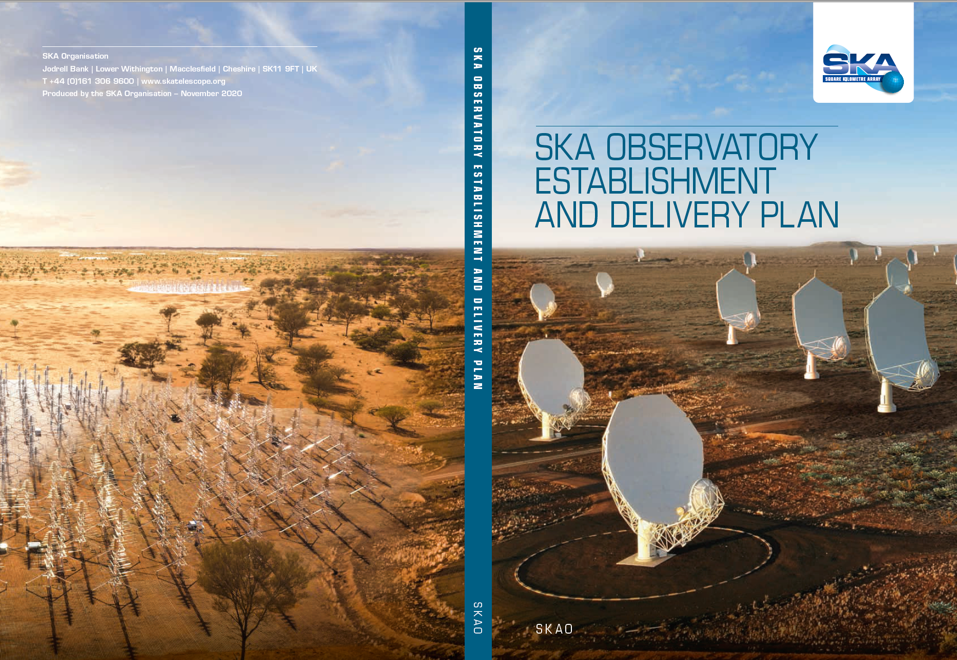 SKA Organisation
Jodrell Bank | Lower Withington | Macclesfield | Cheshire | SK11 9FT | UK
T +44 (0)161 306 9600 | www.skatelescope.org
Produced by the SKA Organisation – November 2020
SKA OBSERVATORY ESTABLISHMENT AND DELIVERY PLAN
SKAO
SKA
SQUARE KILOMETRE ARRAY
SKA OBSERVATORY
ESTABLISHMENT
AND DELIVERY PLAN
SKAO